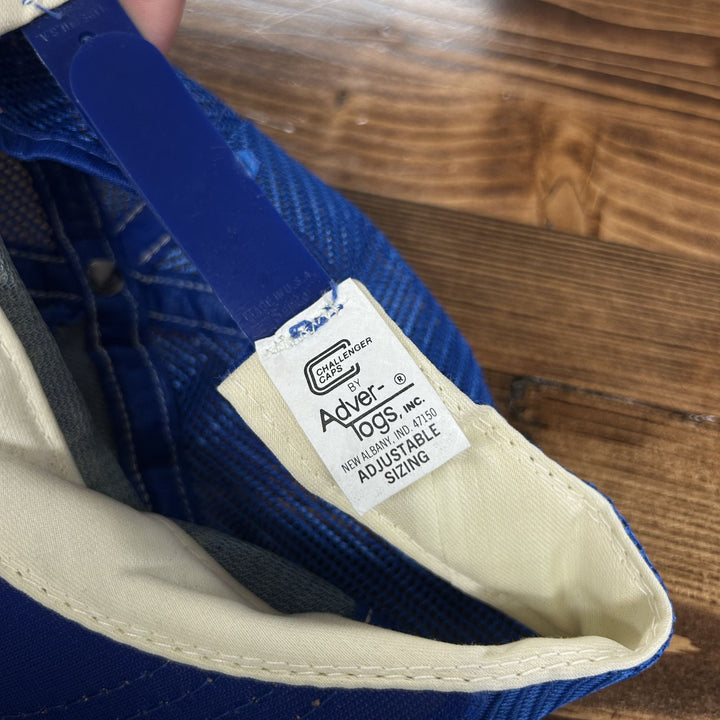 CHALLENGER
CAPS
BY
Adver-®
Togs, INC.
NEW ALBANY, IND. 47150
ADJUSTABLE
SIZING